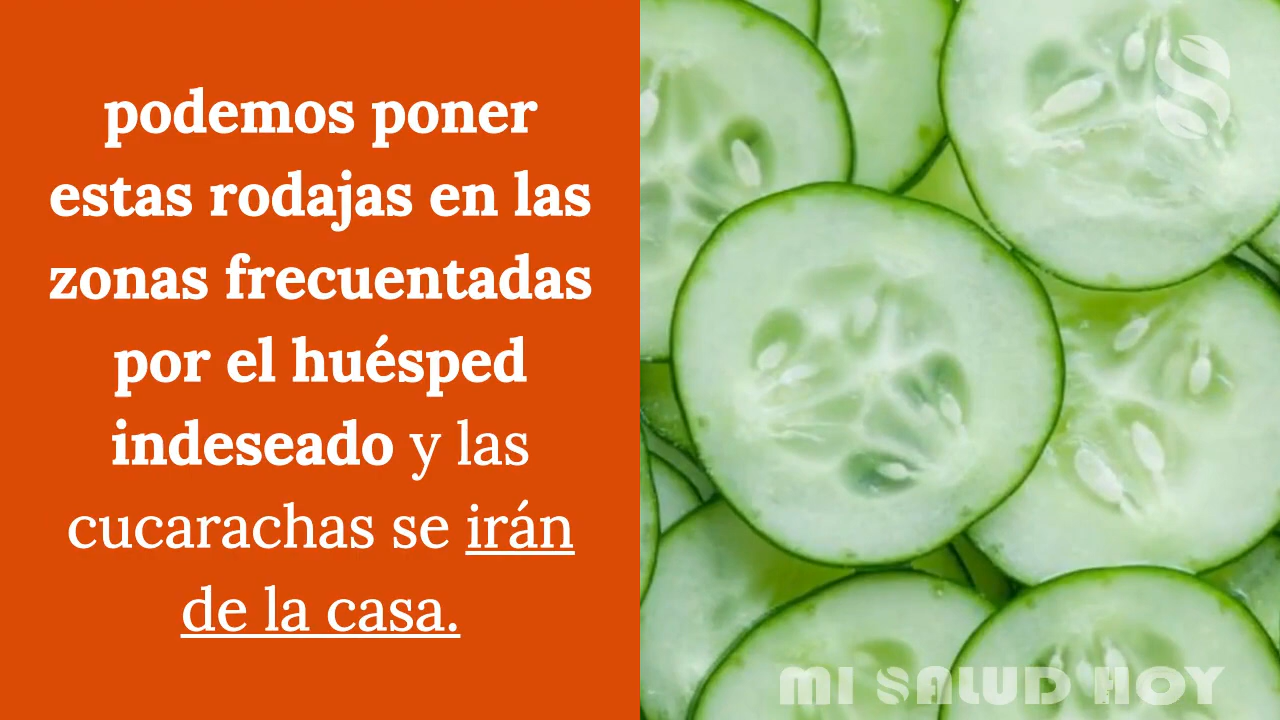 podemos poner
estas rodajas en las
zonas frecuentadas
por el huésped
indeseado y las
cucarachas se irán
de la casa.
MI SALUD HOY